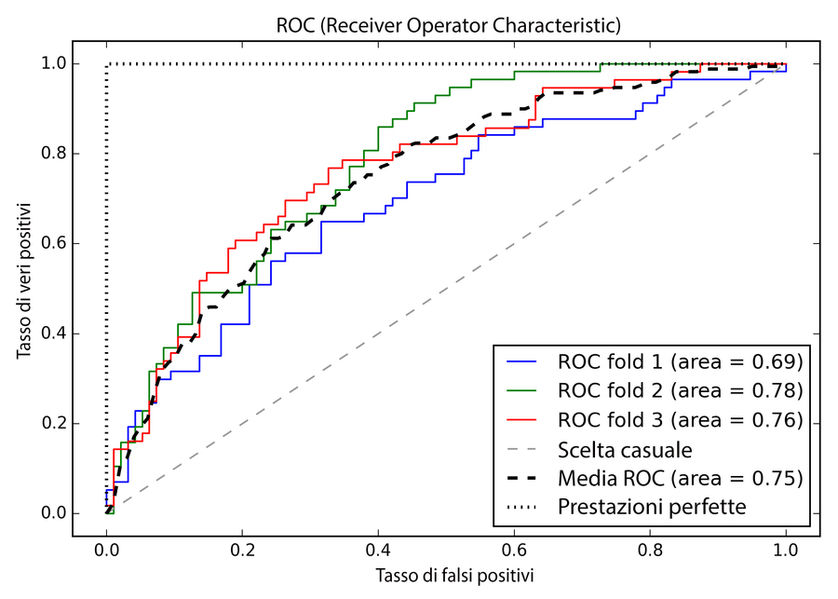 ROC (Receiver Operator Characteristic)
1.0
0.8
0.6
0.4
0.2
0.0
Tasso di veri positivi
ROC fold 1 (area = 0.69)
ROC fold 2 (area = 0.78)
ROC fold 3 (area = 0.76)
Scelta casuale
Media ROC (area = 0.75)
Prestazioni perfette
0.0 0.2 0.4 0.6 0.8 1.0
Tasso di falsi positivi